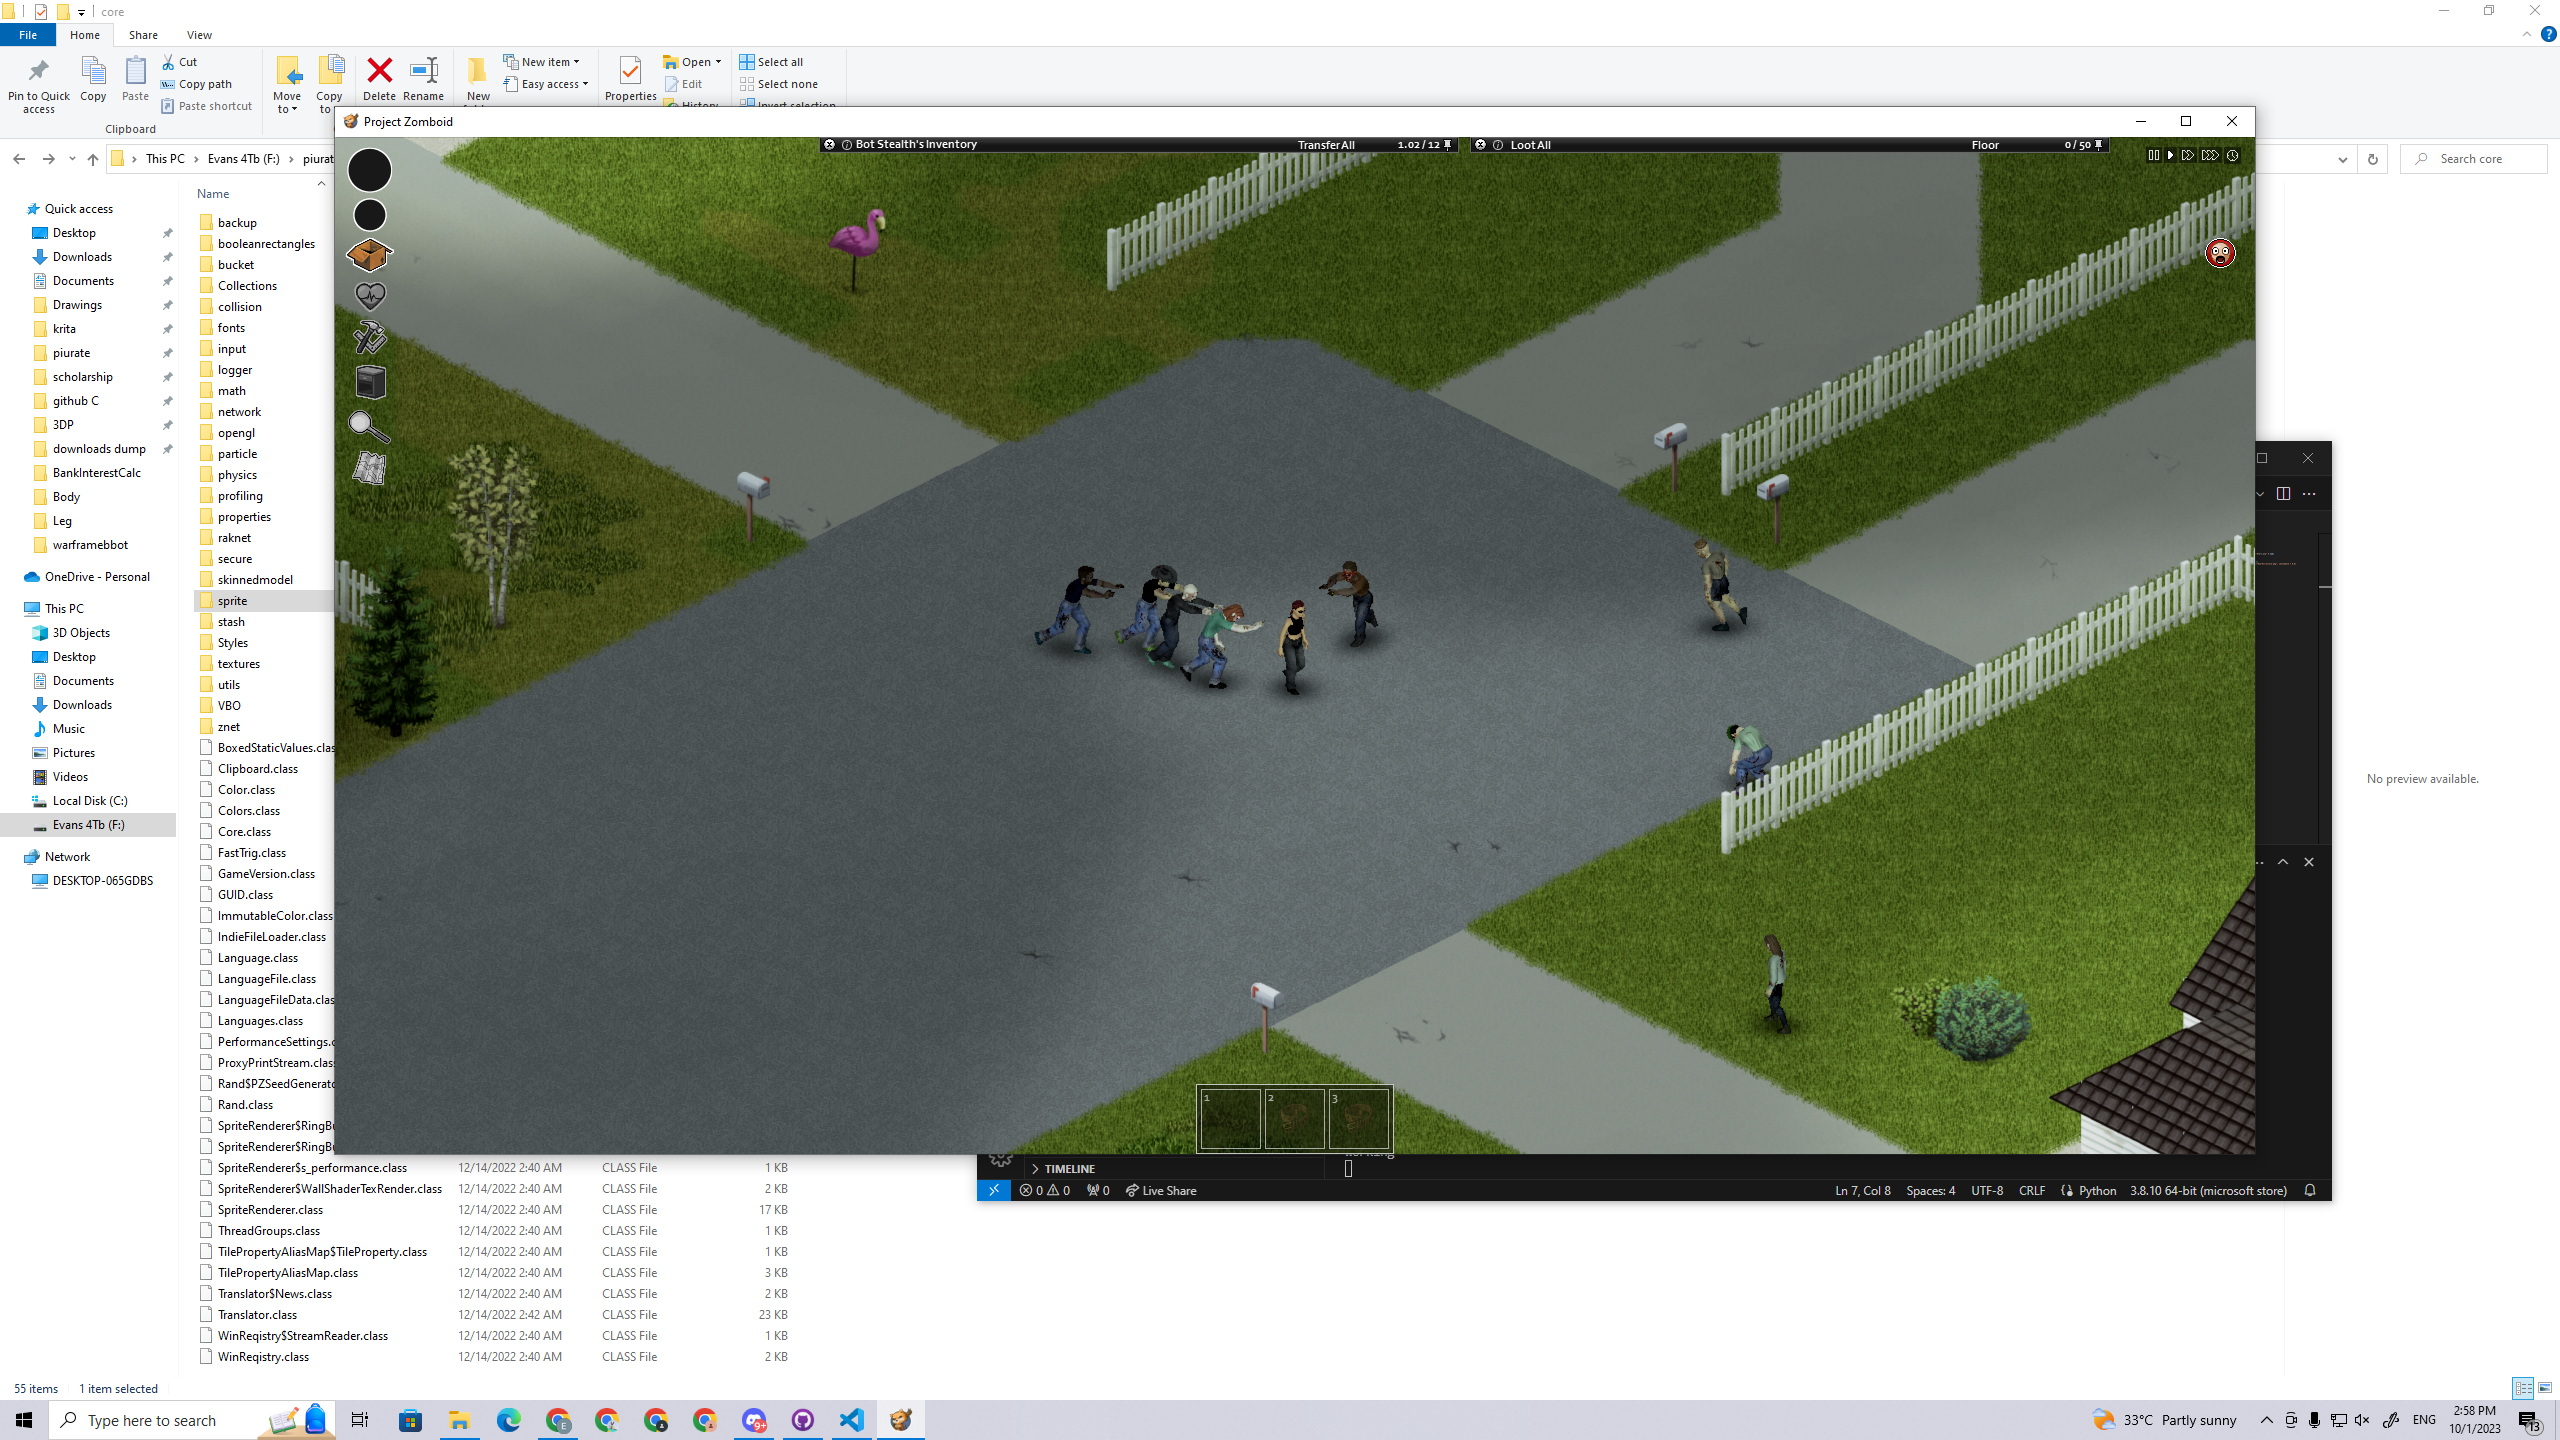 core
File
Home
Share
View
Pin to Quick access
Copy
Paste
Cut
Copy path
Paste shortcut
Clipboard
Move to
Copy to
Delete
Rename
New
New item
Easy access
Properties
Open
Edit
History
Select all
Select none
Invert selection
This PC
Evans 4Tb (F:)
Search core
Project Zomboid
Bot Stealth's Inventory
Transfer All
1.02 / 12
Loot All
Floor
0 / 50
Quick access
Desktop
Downloads
Documents
Drawings
krita
piurate
scholarship
github C
3DP
downloads dump
BankInterestCalc
Body
Leg
warframebbot
OneDrive - Personal
This PC
3D Objects
Desktop
Documents
Downloads
Music
Pictures
Videos
Local Disk (C:)
Evans 4Tb (F:)
Network
DESKTOP-065GDBS
Name
backup
booleanrectangles
bucket
Collections
collision
fonts
input
logger
math
network
opengl
particle
physics
profiling
properties
raknet
secure
skinnedmodel
sprite
stash
Styles
textures
utils
VBO
znet
BoxedStaticValues.clas
Clipboard.class
Color.class
Colors.class
Core.class
FastTrig.class
GameVersion.class
GUID.class
ImmutableColor.class
IndieFileLoader.class
Language.class
LanguageFile.class
LanguageFileData.clas
Languages.class
PerformanceSettings.c
ProxyPrintStream.class
Rand$PZSeedGenerato
Rand.class
SpriteRenderer$RingBu
SpriteRenderer$RingBu
SpriteRenderer$s_performance.class 12/14/2022 2:40 AM CLASS File 1 KB
SpriteRenderer$WallShaderTexRender.class 12/14/2022 2:40 AM CLASS File 2 KB
SpriteRenderer.class 12/14/2022 2:40 AM CLASS File 17 KB
ThreadGroups.class 12/14/2022 2:40 AM CLASS File 1 KB
TilePropertyAliasMap$TileProperty.class 12/14/2022 2:40 AM CLASS File 1 KB
TilePropertyAliasMap.class 12/14/2022 2:40 AM CLASS File 3 KB
Translator$News.class 12/14/2022 2:40 AM CLASS File 2 KB
Translator.class 12/14/2022 2:42 AM CLASS File 23 KB
WinReqistry$StreamReader.class 12/14/2022 2:40 AM CLASS File 1 KB
WinReqistry.class 12/14/2022 2:40 AM CLASS File 2 KB
1 2 3
No preview available.
TIMELINE
0 0 0 Live Share
Ln 7, Col 8 Spaces: 4 UTF-8 CRLF Python 3.8.10 64-bit (microsoft store)
55 items 1 item selected
Type here to search
E
9+
33°C Partly sunny
ENG
2:58 PM
10/1/2023
13